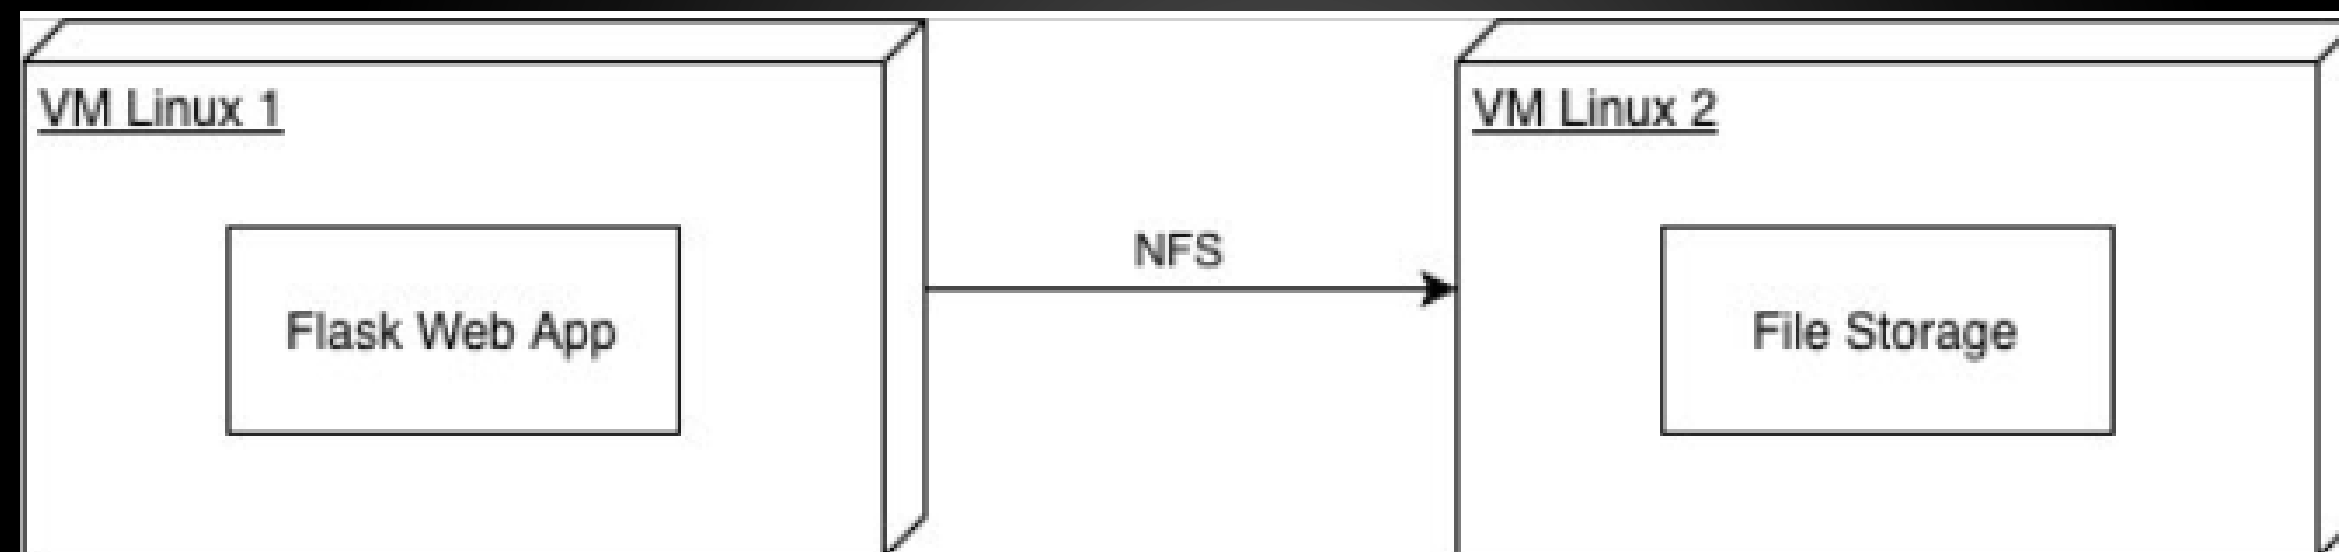 VM Linux 1
VM Linux 2
NFS
Flask Web App
File Storage